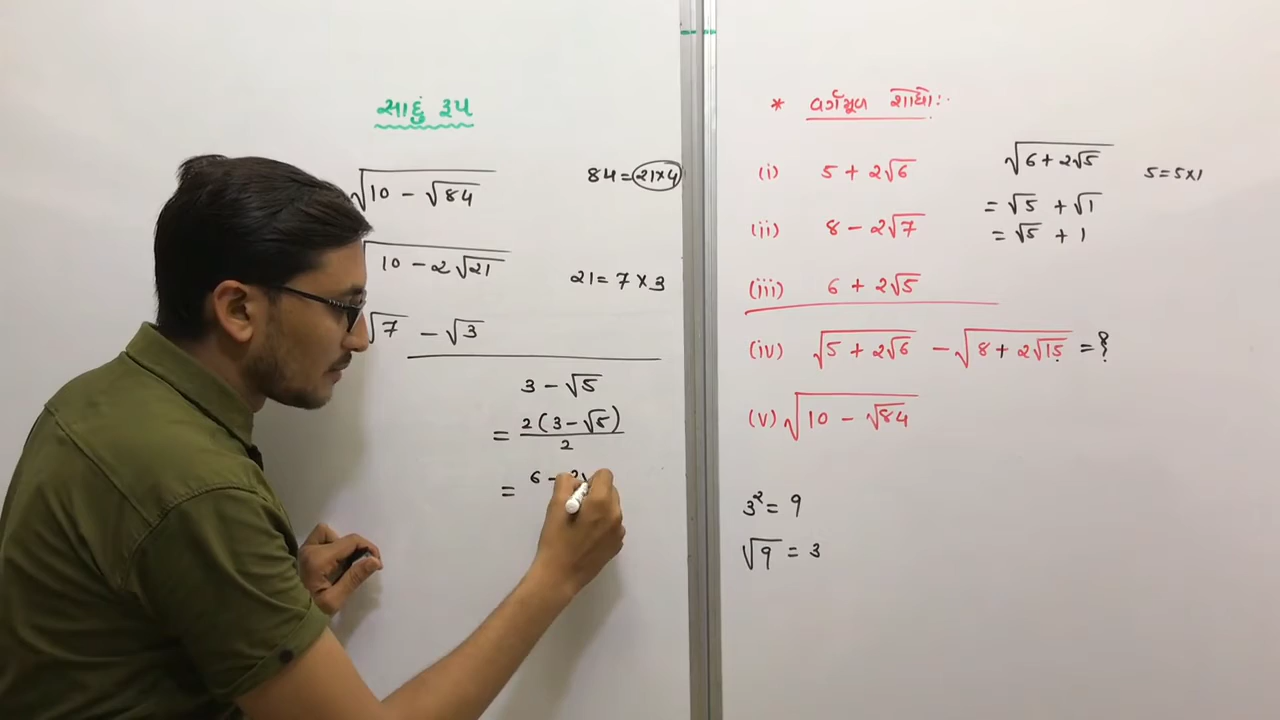 સાદું રૂપ
√(10 - √84)    84 = 21×4
√(10 - 2√21)    21 = 7 × 3
√7 - √3
3 - √5
= 2(3 - √5) / 2
= 6 - 2√
* વર્ગમૂળ શોધો :-
(i) 5 + 2√6
(ii) 8 - 2√7
(iii) 6 + 2√5
√(6 + 2√5)    5 = 5×1
= √5 + √1
= √5 + 1
(iv) √(5 + 2√6) - √(8 + 2√15) = ?
(v) √(10 - √84)
3² = 9
√9 = 3